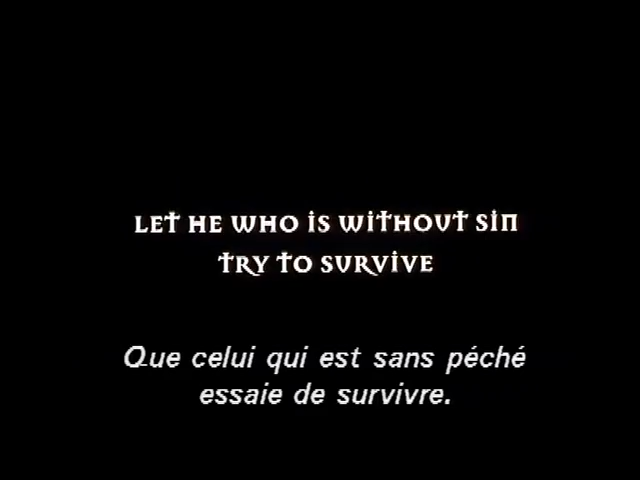 LET HE WHO IS WITHOUT SIN
TRY TO SURVIVE
Que celui qui est sans péché
essaie de survivre.